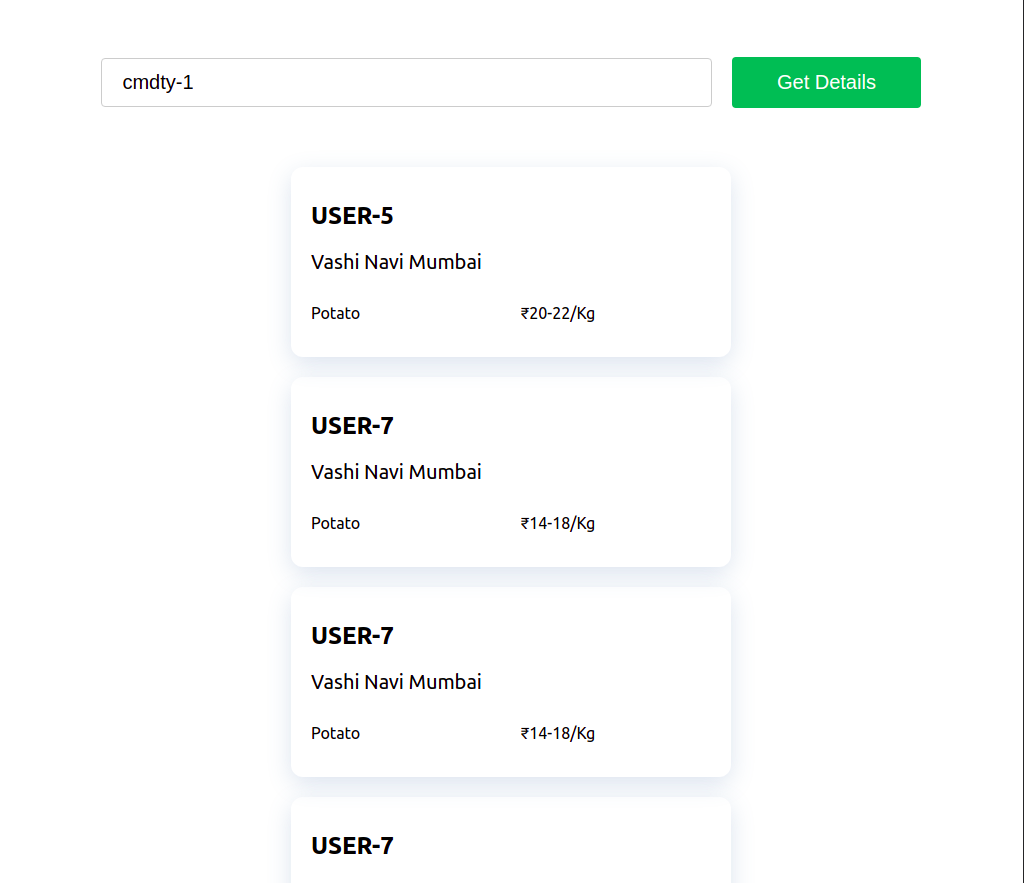 cmdty-1 Get Details
USER-5
Vashi Navi Mumbai
Potato ₹20-22/Kg
USER-7
Vashi Navi Mumbai
Potato ₹14-18/Kg
USER-7
Vashi Navi Mumbai
Potato ₹14-18/Kg
USER-7